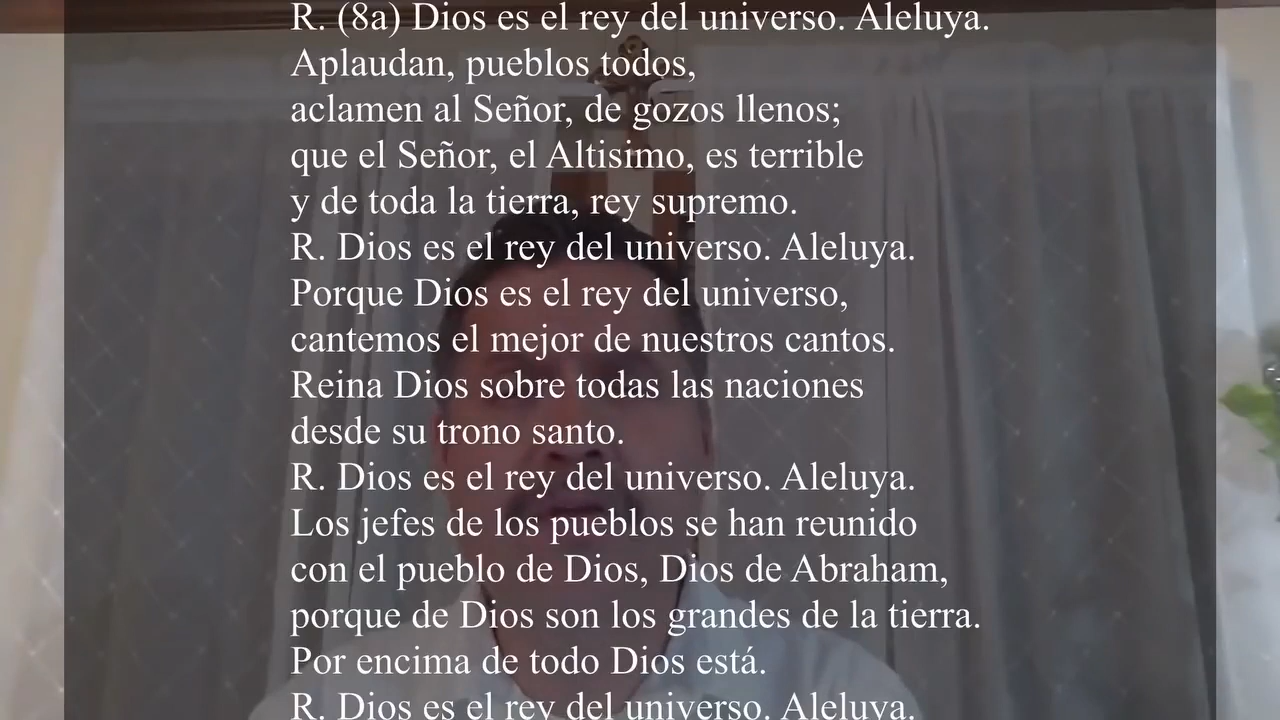 R. (8a) Dios es el rey del universo. Aleluya.
Aplaudan, pueblos todos,
aclamen al Señor, de gozos llenos;
que el Señor, el Altisimo, es terrible
y de toda la tierra, rey supremo.
R. Dios es el rey del universo. Aleluya.
Porque Dios es el rey del universo,
cantemos el mejor de nuestros cantos.
Reina Dios sobre todas las naciones
desde su trono santo.
R. Dios es el rey del universo. Aleluya.
Los jefes de los pueblos se han reunido
con el pueblo de Dios, Dios de Abraham,
porque de Dios son los grandes de la tierra.
Por encima de todo Dios está.
R. Dios es el rey del universo. Aleluya.